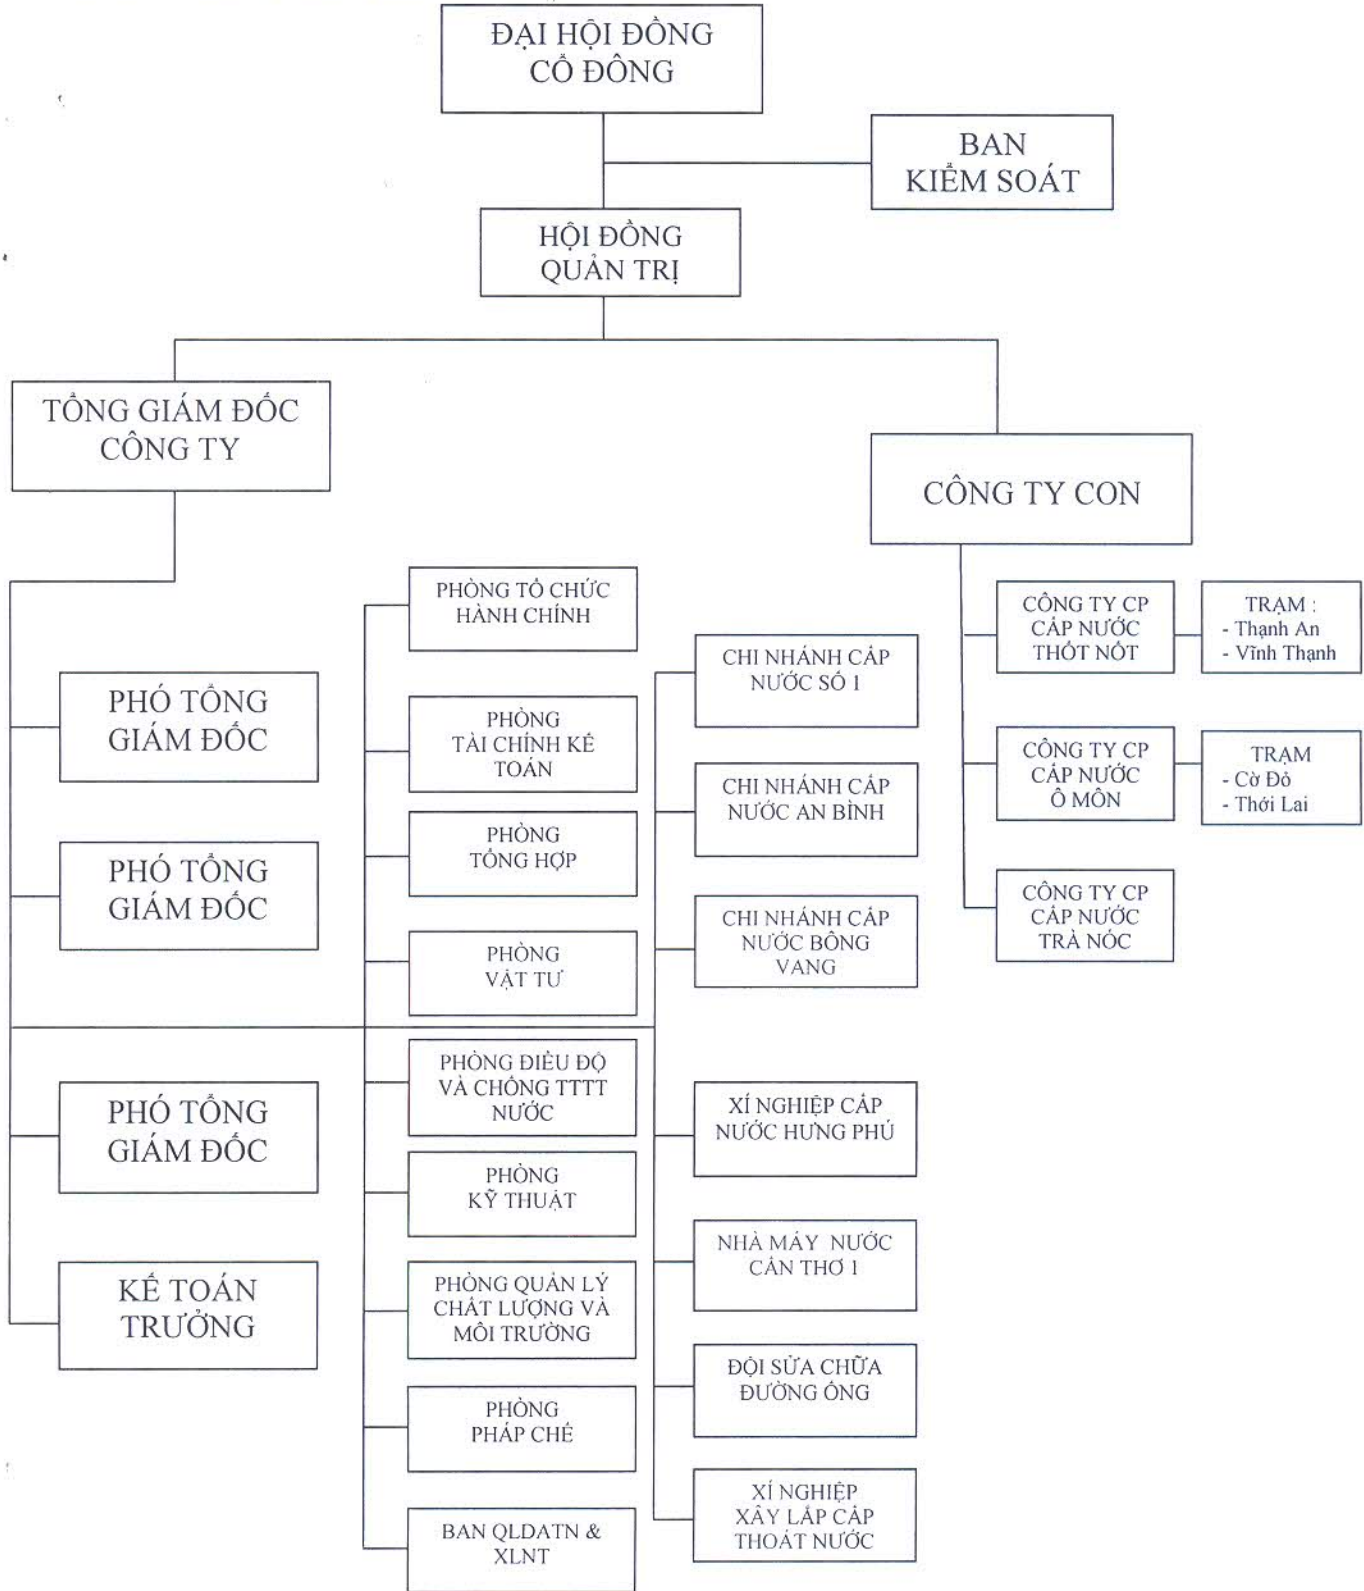 ĐẠI HỘI ĐỒNG
CỔ ĐÔNG
BAN
KIỂM SOÁT
HỘI ĐỒNG
QUẢN TRỊ
TỔNG GIÁM ĐỐC
CÔNG TY
CÔNG TY CON
PHÓ TỔNG
GIÁM ĐỐC
PHÓ TỔNG
GIÁM ĐỐC
PHÓ TỔNG
GIÁM ĐỐC
KẾ TOÁN
TRƯỞNG
PHÒNG TỔ CHỨC
HÀNH CHÍNH
PHÒNG
TÀI CHÍNH KẾ
TOÁN
PHÒNG
TỔNG HỢP
PHÒNG
VẬT TƯ
PHÒNG ĐIỀU ĐỘ
VÀ CHỐNG TTTT
NƯỚC
PHÒNG
KỸ THUẬT
PHÒNG QUẢN LÝ
CHẤT LƯỢNG VÀ
MÔI TRƯỜNG
PHÒNG
PHÁP CHẾ
BAN QLDATN &
XLNT
CHI NHÁNH CẤP
NƯỚC SỐ 1
CHI NHÁNH CẤP
NƯỚC AN BÌNH
CHI NHÁNH CẤP
NƯỚC BÔNG
VANG
XÍ NGHIỆP CẤP
NƯỚC HƯNG PHÚ
NHÀ MÁY NƯỚC
CẦN THƠ 1
ĐỘI SỬA CHỮA
ĐƯỜNG ỐNG
XÍ NGHIỆP
XÂY LẮP CẤP
THOÁT NƯỚC
CÔNG TY CP
CẤP NƯỚC
THỐT NỐT
TRẠM :
- Thạnh An
- Vĩnh Thạnh
CÔNG TY CP
CẤP NƯỚC
Ô MÔN
TRẠM
- Cờ Đỏ
- Thới Lai
CÔNG TY CP
CẤP NƯỚC
TRÀ NÓC